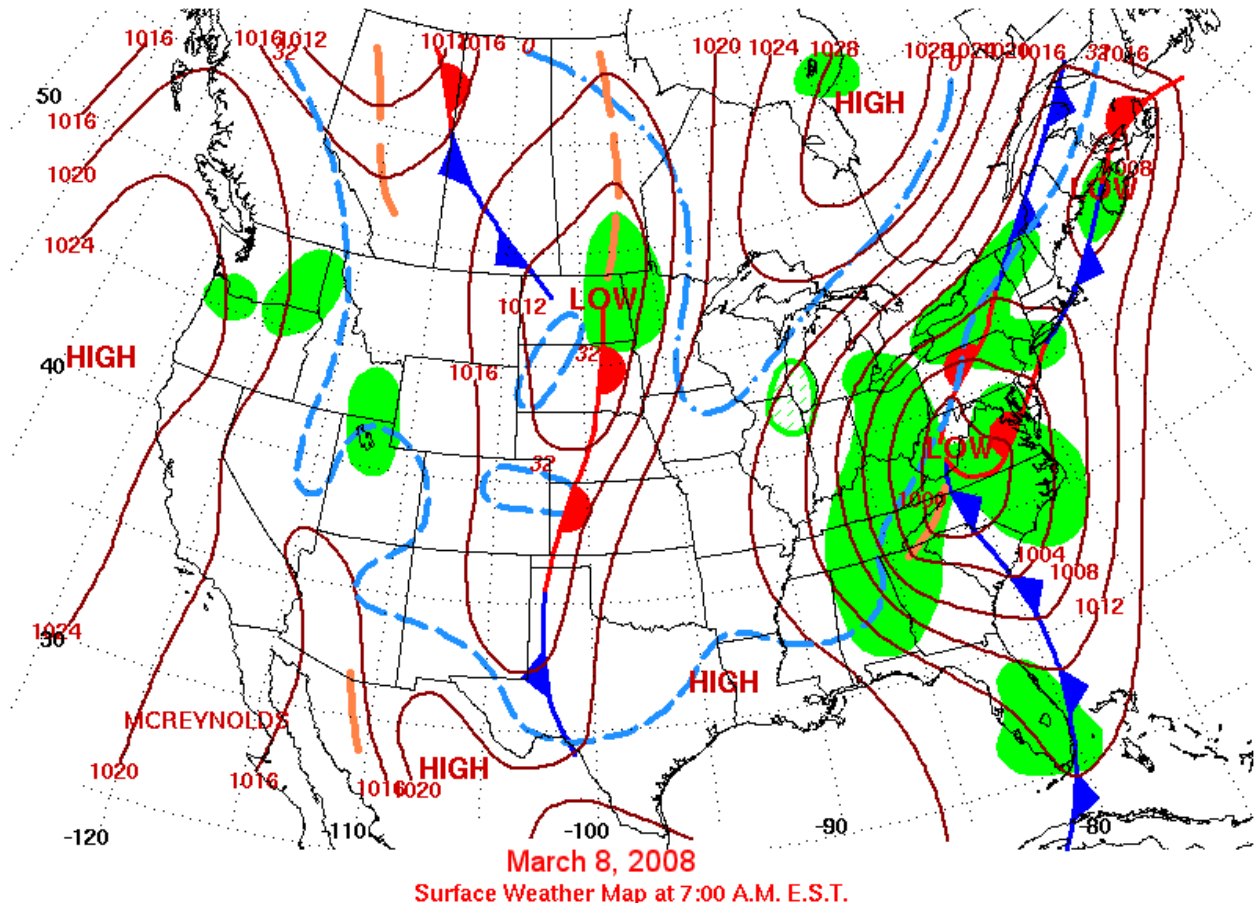 1016 1016 1012 1012 1016 0 1020 1024 1028 1028 1024 1020 1016 32 1016
32 0
50 HIGH
1016
1020 1008
LOW
1024
1012 LOW
40 HIGH 32
1016
32 LOW
1000
1004
1008
1012
1024
30
HIGH
MCREYNOLDS
1020 1016 HIGH 1016 1020
-120 -110 -100 -90 -80
March 8, 2008
Surface Weather Map at 7:00 A.M. E.S.T.